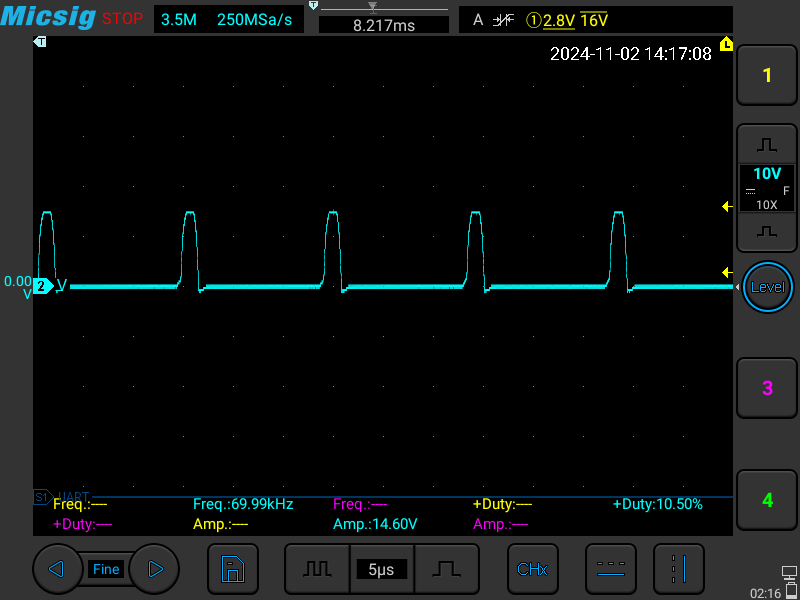 Micsig STOP 3.5M 250MSa/s T 8.217ms A ①2.8V 16V
T 2024-11-02 14:17:08 L
1
10V
F
10X
0.00 2 V
V
Level
3
S1 UART
Freq.:---- Freq.:69.99kHz Freq.:---- +Duty:---- +Duty:10.50%
+Duty:---- Amp.:---- Amp.:14.60V Amp.:----
4
Fine 5μs CHx
02:16